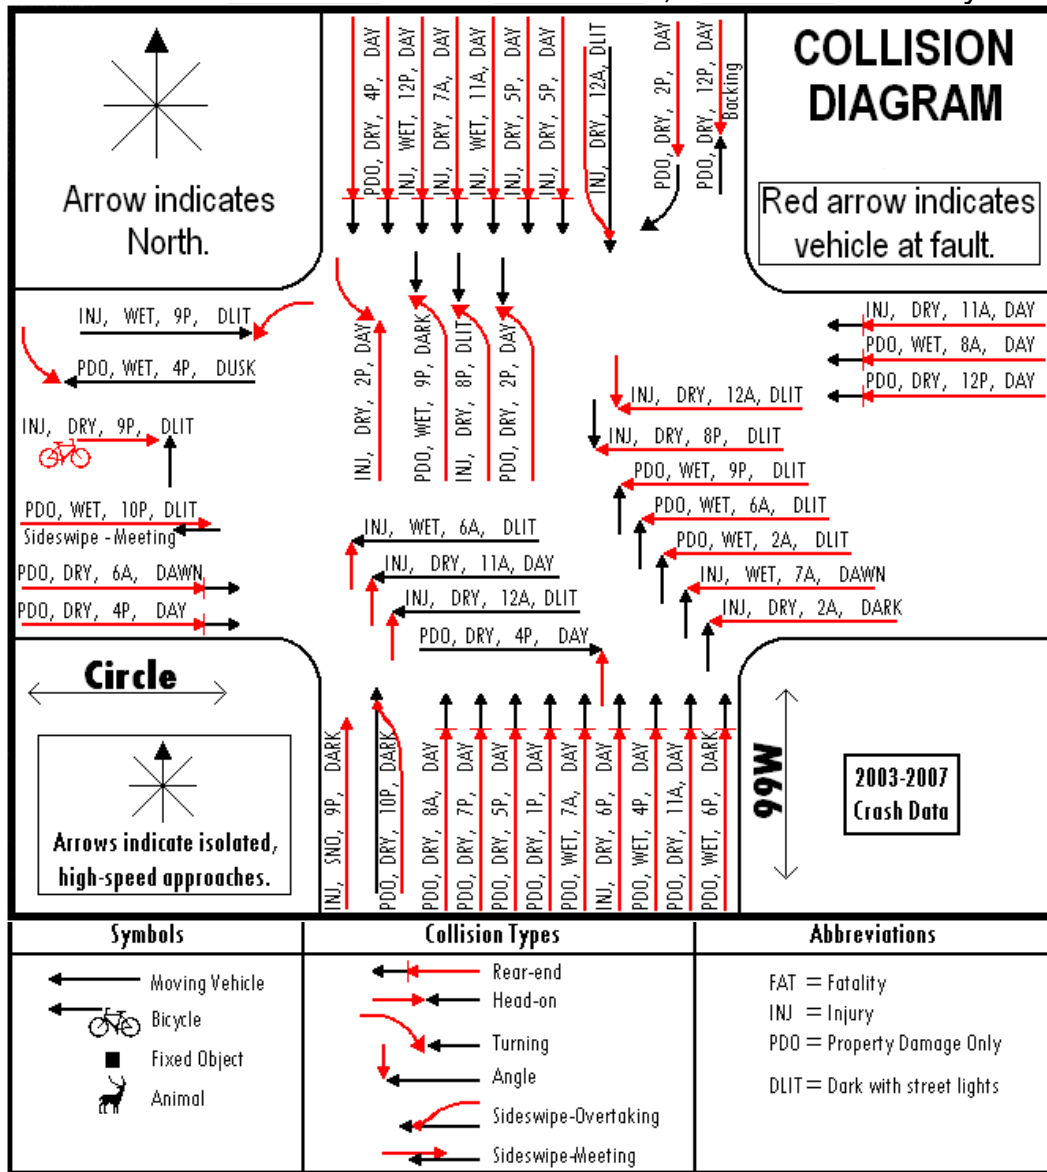 COLLISION
DIAGRAM
Arrow indicates
North.
Red arrow indicates
vehicle at fault.
PDO, DRY, 4P, DAY
INJ, WET, 12P, DAY
INJ, DRY, 7A, DAY
INJ, WET, 11A, DAY
INJ, DRY, 5P, DAY
INJ, DRY, 5P, DAY
INJ, DRY, 12A, DLIT
PDO, DRY, 2P, DAY
PDO, DRY, 12P, DAY
Backing
INJ, WET, 9P, DLIT
PDO, WET, 4P, DUSK
INJ, DRY, 9P, DLIT
PDO, WET, 10P, DLIT
Sideswipe - Meeting
PDO, DRY, 6A, DAWN
PDO, DRY, 4P, DAY
INJ, DRY, 2P, DAY
PDO, WET, 9P, DARK
INJ, DRY, 8P, DLIT
PDO, DRY, 2P, DAY
INJ, DRY, 11A, DAY
PDO, WET, 8A, DAY
PDO, DRY, 12P, DAY
INJ, DRY, 12A, DLIT
INJ, DRY, 8P, DLIT
PDO, WET, 9P, DLIT
PDO, WET, 6A, DLIT
PDO, WET, 2A, DLIT
INJ, WET, 7A, DAWN
INJ, DRY, 2A, DARK
INJ, WET, 6A, DLIT
INJ, DRY, 11A, DAY
INJ, DRY, 12A, DLIT
PDO, DRY, 4P, DAY
Circle
Arrows indicate isolated,
high-speed approaches.
INJ, SNO, 9P, DARK
PDO, DRY, 10P, DARK
PDO, DRY, 8A, DAY
PDO, DRY, 7P, DAY
PDO, DRY, 5P, DAY
PDO, DRY, 1P, DAY
PDO, WET, 7A, DAY
INJ, DRY, 6P, DLIT
PDO, WET, 4P, DAY
PDO, DRY, 11A, DAY
PDO, WET, 6P, DARK
99W
2003-2007
Crash Data
Symbols
Moving Vehicle
Bicycle
Fixed Object
Animal
Collision Types
Rear-end
Head-on
Turning
Angle
Sideswipe-Overtaking
Sideswipe-Meeting
Abbreviations
FAT = Fatality
INJ = Injury
PDO = Property Damage Only
DLIT = Dark with street lights